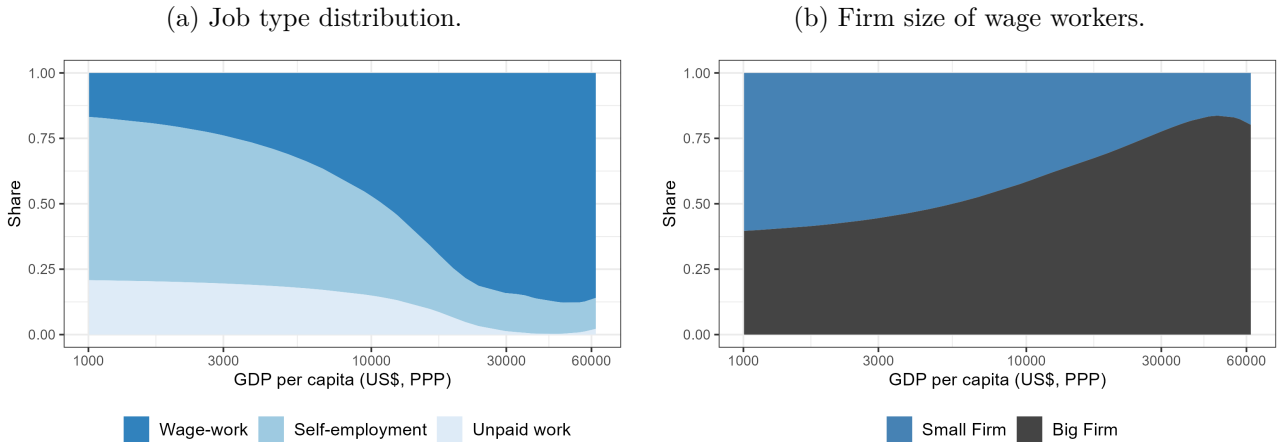 (a) Job type distribution.
1.00
0.75
0.50
0.25
0.00
Share
1000 3000 10000 30000 60000
GDP per capita (US$, PPP)
Wage-work Self-employment Unpaid work
(b) Firm size of wage workers.
1.00
0.75
0.50
0.25
0.00
Share
1000 3000 10000 30000 60000
GDP per capita (US$, PPP)
Small Firm Big Firm